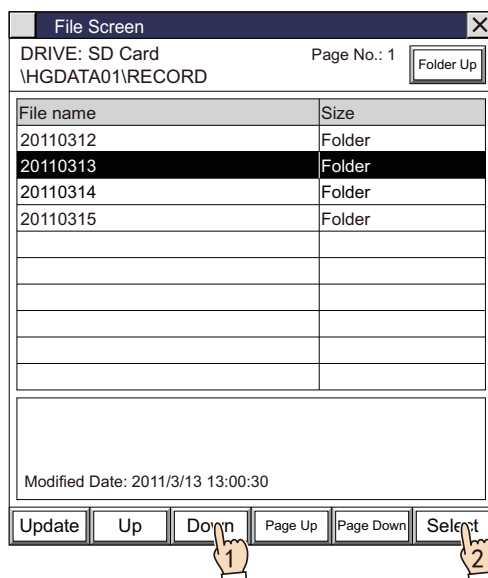 File Screen
DRIVE: SD Card Page No.: 1 Folder Up
\HGDATA01\RECORD
File name Size
20110312 Folder
20110313 Folder
20110314 Folder
20110315 Folder
Modified Date: 2011/3/13 13:00:30
Update Up Down Page Up Page Down Select
1 2